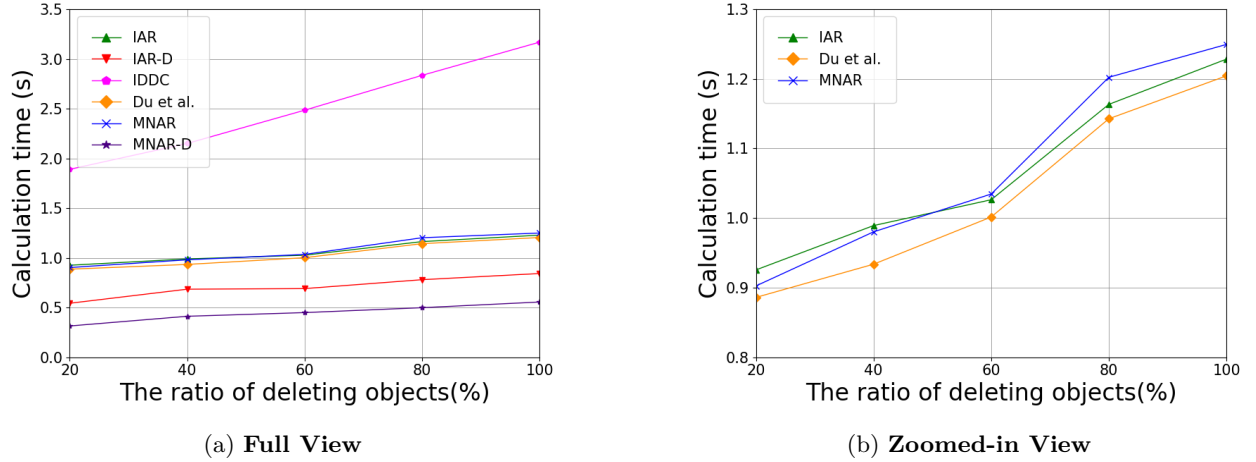 Calculation time (s)
3.5
3.0
2.5
2.0
1.5
1.0
0.5
0.0
IAR
IAR-D
IDDC
Du et al.
MNAR
MNAR-D
20 40 60 80 100
The ratio of deleting objects(%)
(a) Full View
Calculation time (s)
1.3
1.2
1.1
1.0
0.9
0.8
IAR
Du et al.
MNAR
20 40 60 80 100
The ratio of deleting objects(%)
(b) Zoomed-in View